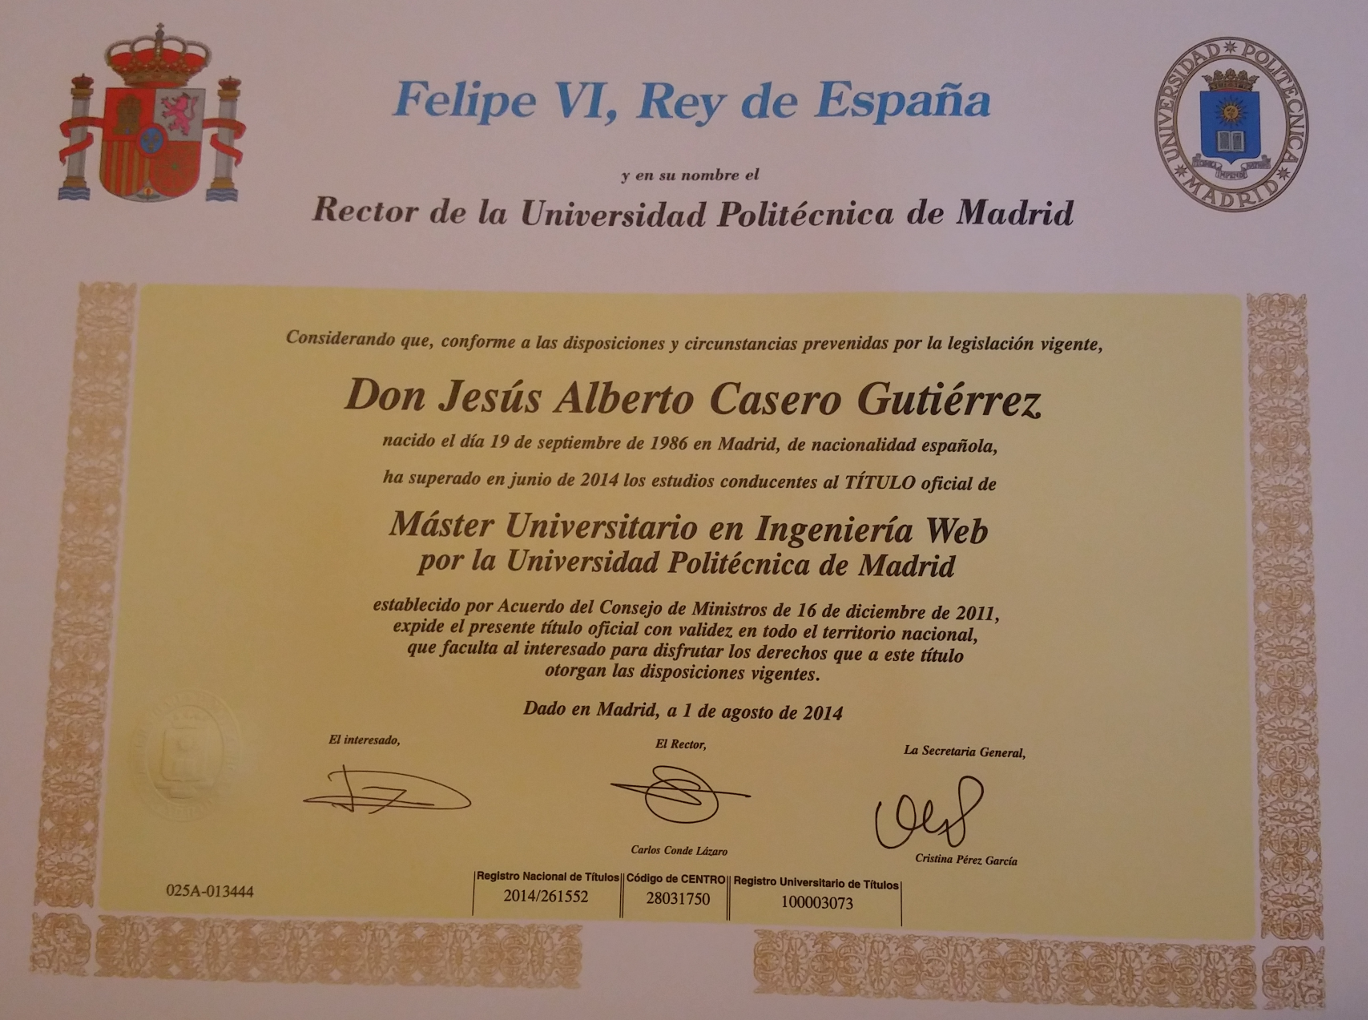 Felipe VI, Rey de España
UNIVERSIDAD POLITÉCNICA
MADRID
y en su nombre el
Rector de la Universidad Politécnica de Madrid
Considerando que, conforme a las disposiciones y circunstancias prevenidas por la legislación vigente,
Don Jesús Alberto Casero Gutiérrez
nacido el día 19 de septiembre de 1986 en Madrid, de nacionalidad española,
ha superado en junio de 2014 los estudios conducentes al TÍTULO oficial de
Máster Universitario en Ingeniería Web
por la Universidad Politécnica de Madrid
establecido por Acuerdo del Consejo de Ministros de 16 de diciembre de 2011,
expide el presente título oficial con validez en todo el territorio nacional,
que faculta al interesado para disfrutar los derechos que a este título
otorgan las disposiciones vigentes.
Dado en Madrid, a 1 de agosto de 2014
El interesado,
El Rector,
La Secretaria General,
Carlos Conde Lázaro
Cristina Pérez García
025A-013444
Registro Nacional de Títulos
2014/261552
Código de CENTRO
28031750
Registro Universitario de Títulos
100003073